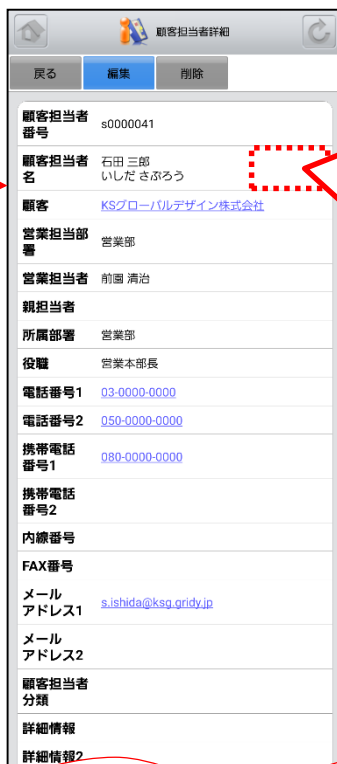 顧客担当者詳細
戻る 編集 削除
顧客担当者
番号 s0000041
顧客担当者
名 石田 三郎
いしだ さぶろう
顧客 KSグローバルデザイン株式会社
営業担当部
署 営業部
営業担当者 前園 清治
親担当者
所属部署 営業部
役職 営業本部長
電話番号1 03-0000-0000
電話番号2 050-0000-0000
携帯電話
番号1 080-0000-0000
携帯電話
番号2
内線番号
FAX番号
メール
アドレス1 s.ishida@ksg.gridy.jp
メール
アドレス2
顧客担当者
分類
詳細情報
詳細情報2